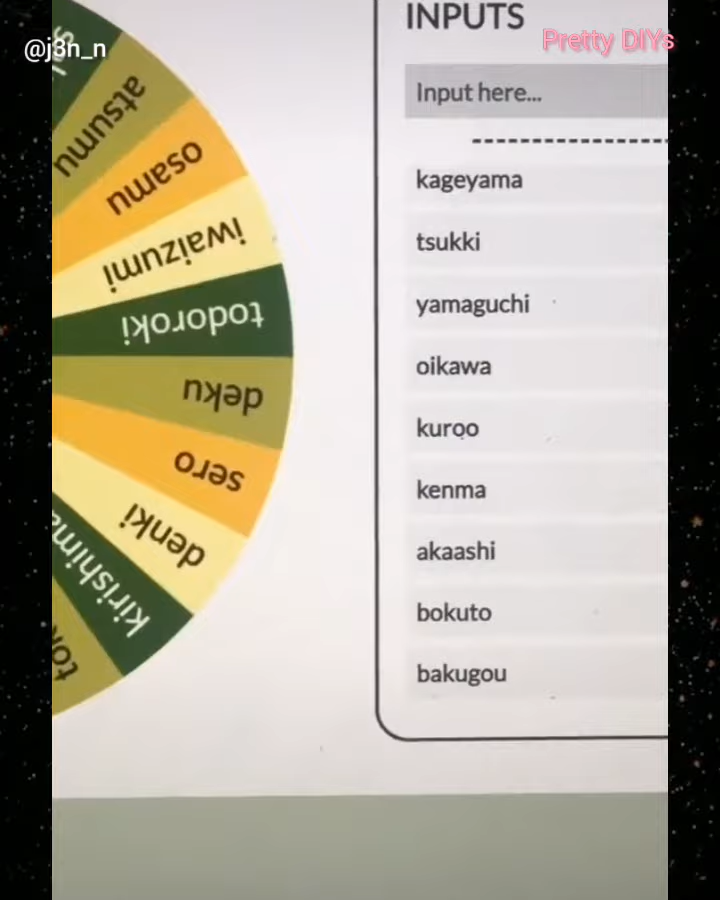 @j3h_n
Pretty DIYs
INPUTS
Input here...
kageyama
tsukki
yamaguchi
oikawa
kuroo
kenma
akaashi
bokuto
bakugou
atsumu
osamu
iwaizumi
todoroki
deku
sero
denki